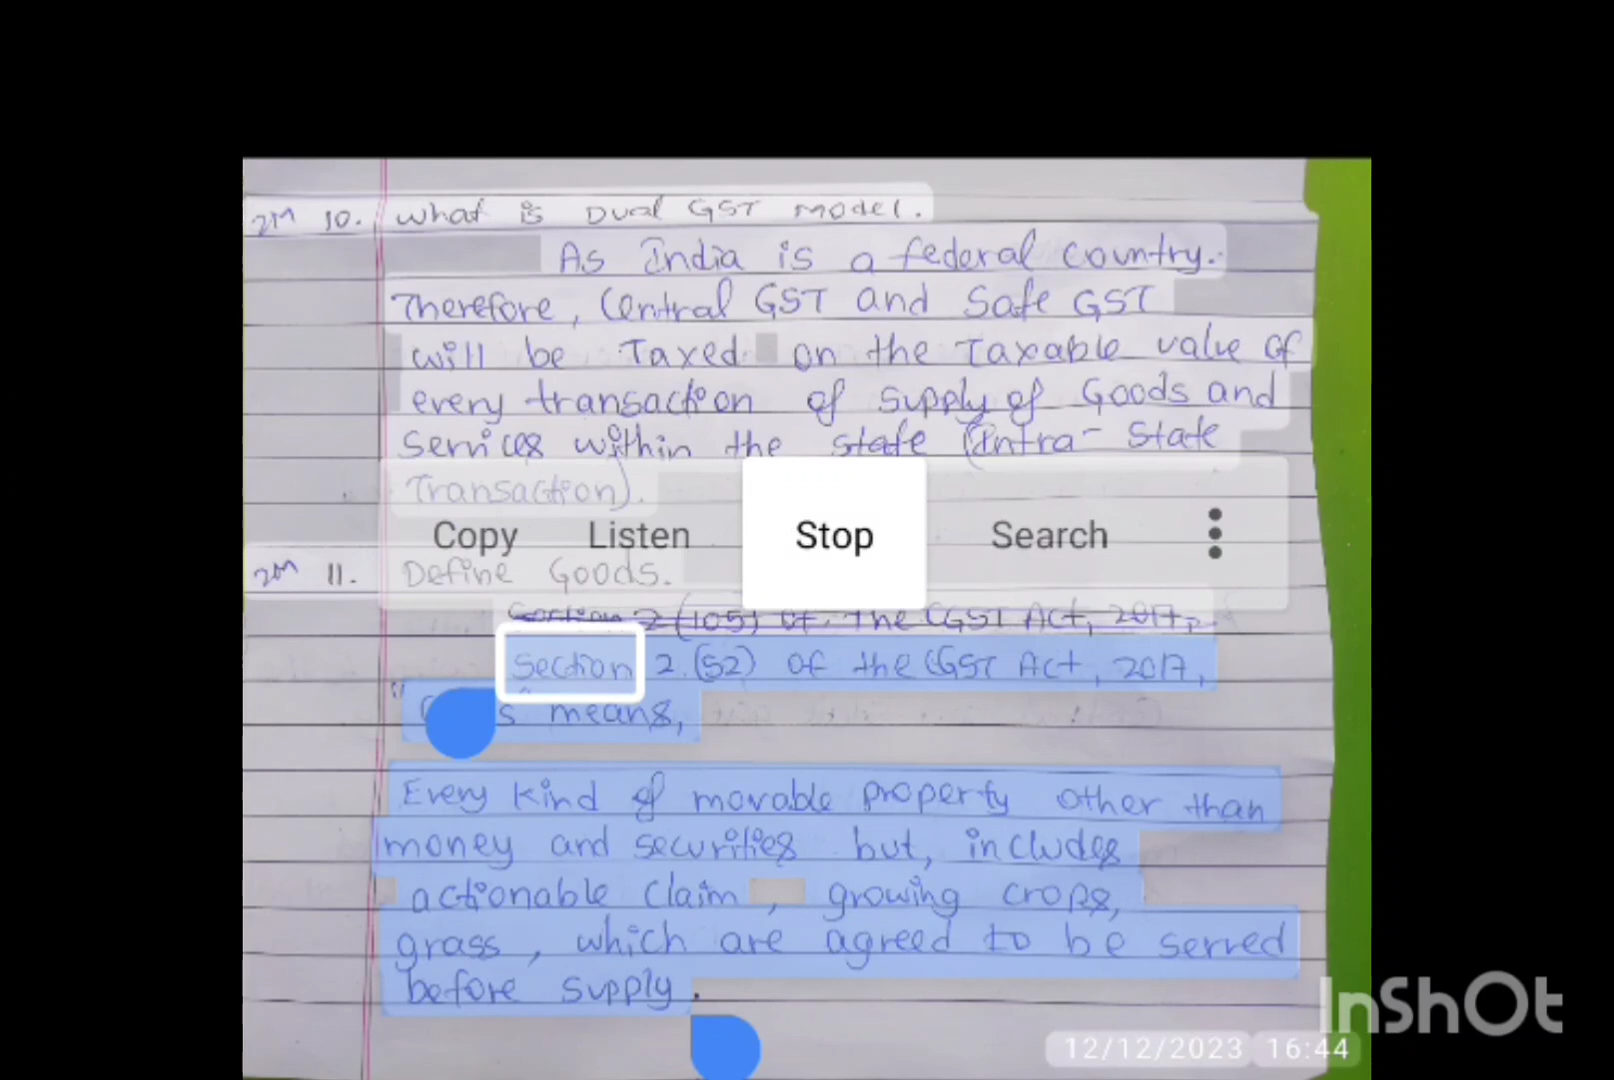 2M 10. What is Dual GST Model.
As India is a federal country.
Therefore, Central GST and Safe GST
will be Taxed on the Taxable value of
every transaction of supply of Goods and
Services within the state (Intra- State
Transaction).
Copy Listen Stop Search
2M 11. Define Goods.
Section 2 (105) of the CGST Act, 2017,
Section 2.(52) of the CGST Act, 2017,
means,
Every kind of movable property other than
money and securities but, includes
actionable claim, growing crops,
grass, which are agreed to be served
before supply.
InShOt
12/12/2023 16:44